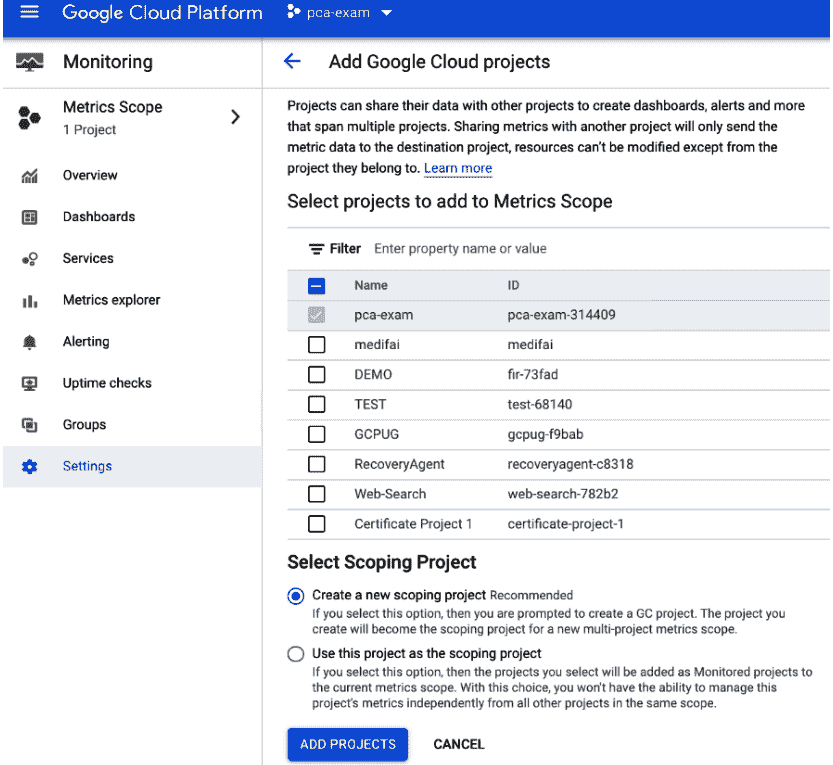 Google Cloud Platform pca-exam
Monitoring
Metrics Scope
1 Project
Overview
Dashboards
Services
Metrics explorer
Alerting
Uptime checks
Groups
Settings
Add Google Cloud projects
Projects can share their data with other projects to create dashboards, alerts and more
that span multiple projects. Sharing metrics with another project will only send the
metric data to the destination project, resources can't be modified except from the
project they belong to. Learn more
Select projects to add to Metrics Scope
Filter Enter property name or value
Name ID
pca-exam pca-exam-314409
medifai medifai
DEMO fir-73fad
TEST test-68140
GCPUG gcpug-f9bab
RecoveryAgent recoveryagent-c8318
Web-Search web-search-782b2
Certificate Project 1 certificate-project-1
Select Scoping Project
Create a new scoping project Recommended
If you select this option, then you are prompted to create a GC project. The project you
create will become the scoping project for a new multi-project metrics scope.
Use this project as the scoping project
If you select this option, then the projects you select will be added as Monitored projects to
the current metrics scope. With this choice, you won't have the ability to manage this
project's metrics independently from all other projects in the same scope.
ADD PROJECTS CANCEL